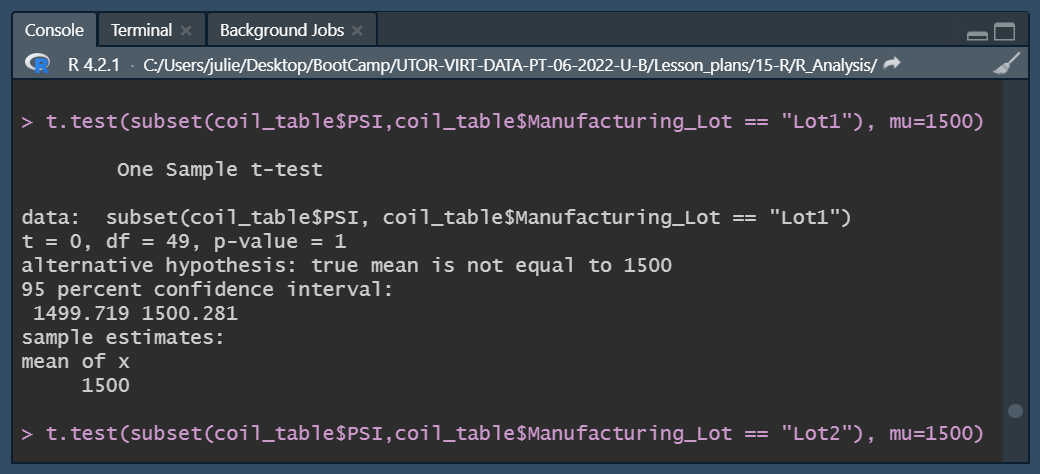 Console Terminal Background Jobs
R 4.2.1 · C:/Users/julie/Desktop/BootCamp/UTOR-VIRT-DATA-PT-06-2022-U-B/Lesson_plans/15-R/R_Analysis/
> t.test(subset(coil_table$PSI,coil_table$Manufacturing_Lot == "Lot1"), mu=1500)
One Sample t-test
data:  subset(coil_table$PSI, coil_table$Manufacturing_Lot == "Lot1")
t = 0, df = 49, p-value = 1
alternative hypothesis: true mean is not equal to 1500
95 percent confidence interval:
1499.719 1500.281
sample estimates:
mean of x
1500
> t.test(subset(coil_table$PSI,coil_table$Manufacturing_Lot == "Lot2"), mu=1500)